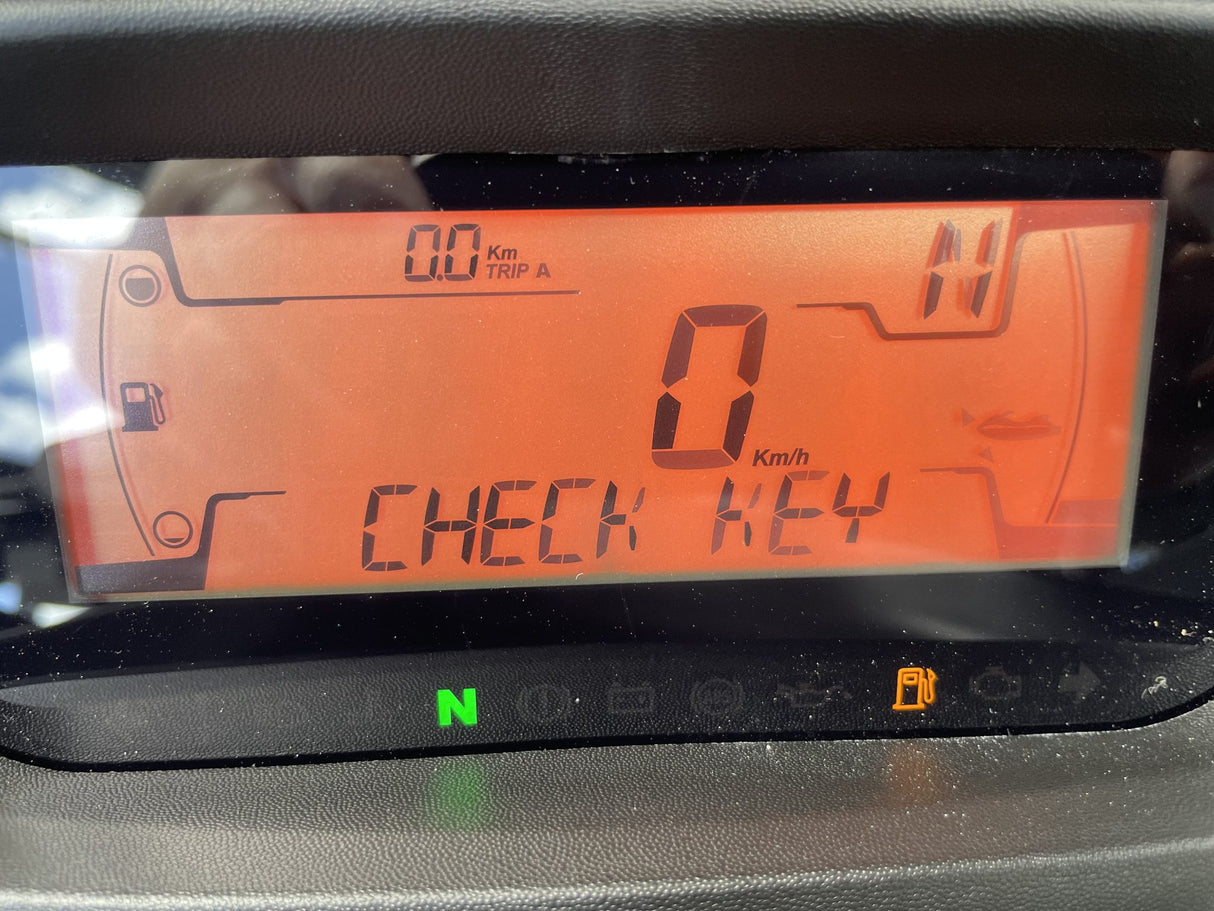 0.0 Km
TRIP A
N
0 Km/h
CHECK KEY
N